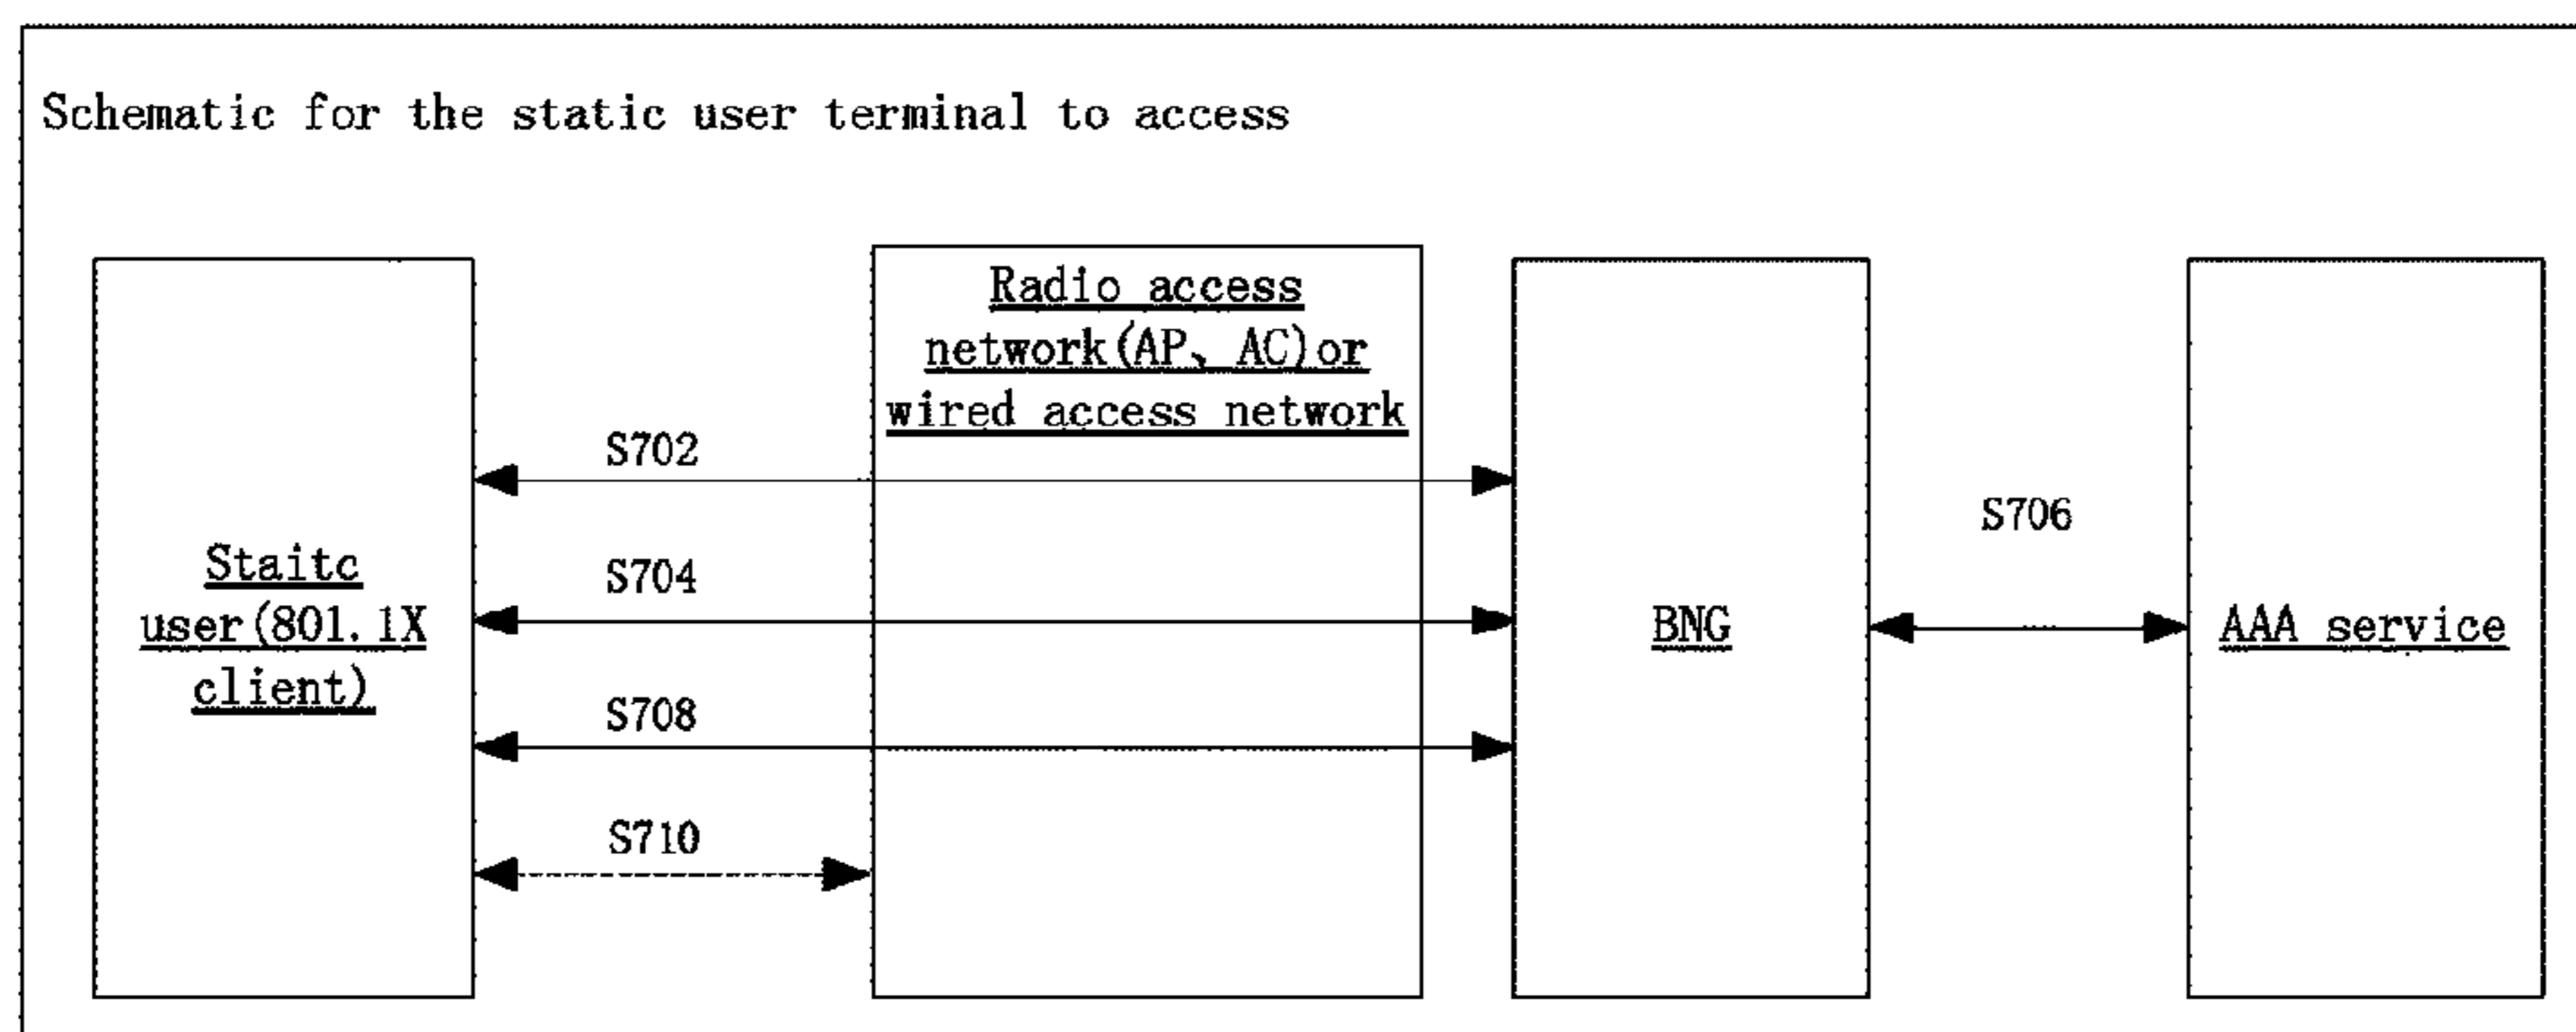 Schematic for the static user terminal to access
Radio access
network(AP、AC)or
wired access network
S702
S706
Staitc
user(801.1X
client)
S704
BNG
AAA service
S708
S710